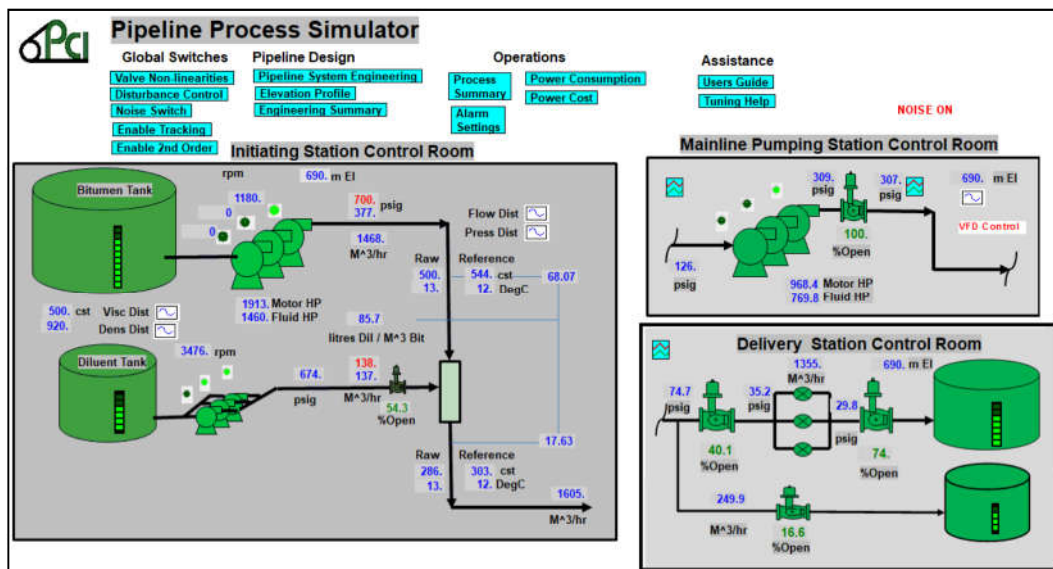 PCI
Pipeline Process Simulator
Global Switches
Pipeline Design
Operations
Assistance
Valve Non-linearities
Disturbance Control
Noise Switch
Enable Tracking
Enable 2nd Order
Pipeline System Engineering
Elevation Profile
Engineering Summary
Process
Summary
Alarm
Settings
Power Consumption
Power Cost
Users Guide
Tuning Help
NOISE ON
Initiating Station Control Room
Bitumen Tank
rpm
690. m El
1180.
0
0
700. psig
377.
1468.
M^3/hr
Flow Dist
Press Dist
Raw
Reference
500.
544. cst
13.
12. DegC
68.07
1913. Motor HP
1460. Fluid HP
85.7
litres Dil / M^3 Bit
500. cst
920.
Visc Dist
Dens Dist
Diluent Tank
3476. rpm
674.
psig
138.
137.
M^3/hr
54.3
%Open
17.63
Raw
Reference
286.
303. cst
13.
12. DegC
1605.
M^3/hr
Mainline Pumping Station Control Room
309.
psig
307.
psig
690. m El
VFD Control
100.
%Open
126.
psig
968.4 Motor HP
769.8 Fluid HP
Delivery Station Control Room
1355.
M^3/hr
690. m El
74.7
psig
35.2
psig
29.8
psig
40.1
%Open
74.
%Open
249.9
M^3/hr
16.6
%Open